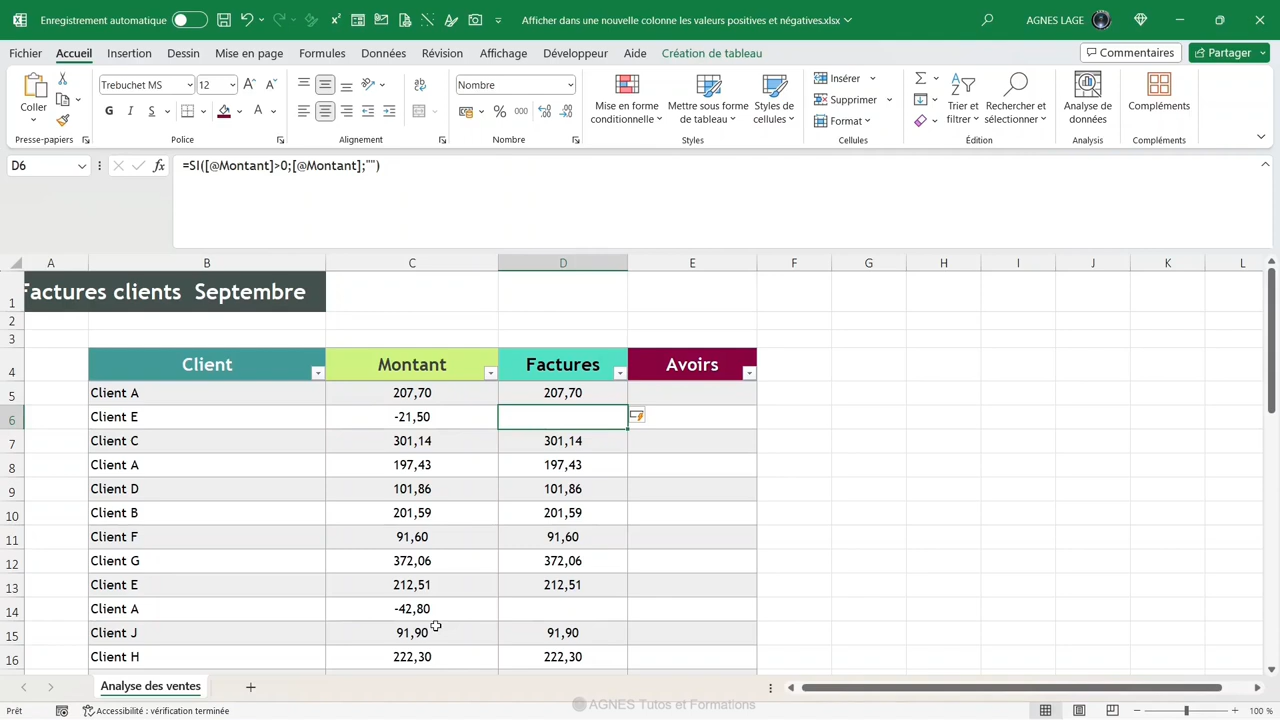 Enregistrement automatique
Afficher dans une nouvelle colonne les valeurs positives et négatives.xlsx
AGNES LAGE
Fichier Accueil Insertion Dessin Mise en page Formules Données Révision Affichage Développeur Aide Création de tableau Commentaires Partager
Coller
Presse-papiers
Trebuchet MS 12
G I S
Police
Alignement
Nombre
% 000
Nombre
Mise en forme conditionnelle
Mettre sous forme de tableau
Styles de cellules
Styles
Insérer
Supprimer
Format
Cellules
Trier et filtrer
Rechercher et sélectionner
Édition
Analyse de données
Analyse
Compléments
Compléments
D6 fx =SI([@Montant]>0;[@Montant];"")
A B C D E F G H I J K L
1 Factures clients Septembre
2
3
4 Client Montant Factures Avoirs
5 Client A 207,70 207,70
6 Client E -21,50
7 Client C 301,14 301,14
8 Client A 197,43 197,43
9 Client D 101,86 101,86
10 Client B 201,59 201,59
11 Client F 91,60 91,60
12 Client G 372,06 372,06
13 Client E 212,51 212,51
14 Client A -42,80
15 Client J 91,90 91,90
16 Client H 222,30 222,30
Analyse des ventes
AGNES Tutos et Formations
Prêt Accessibilité : vérification terminée 100 %